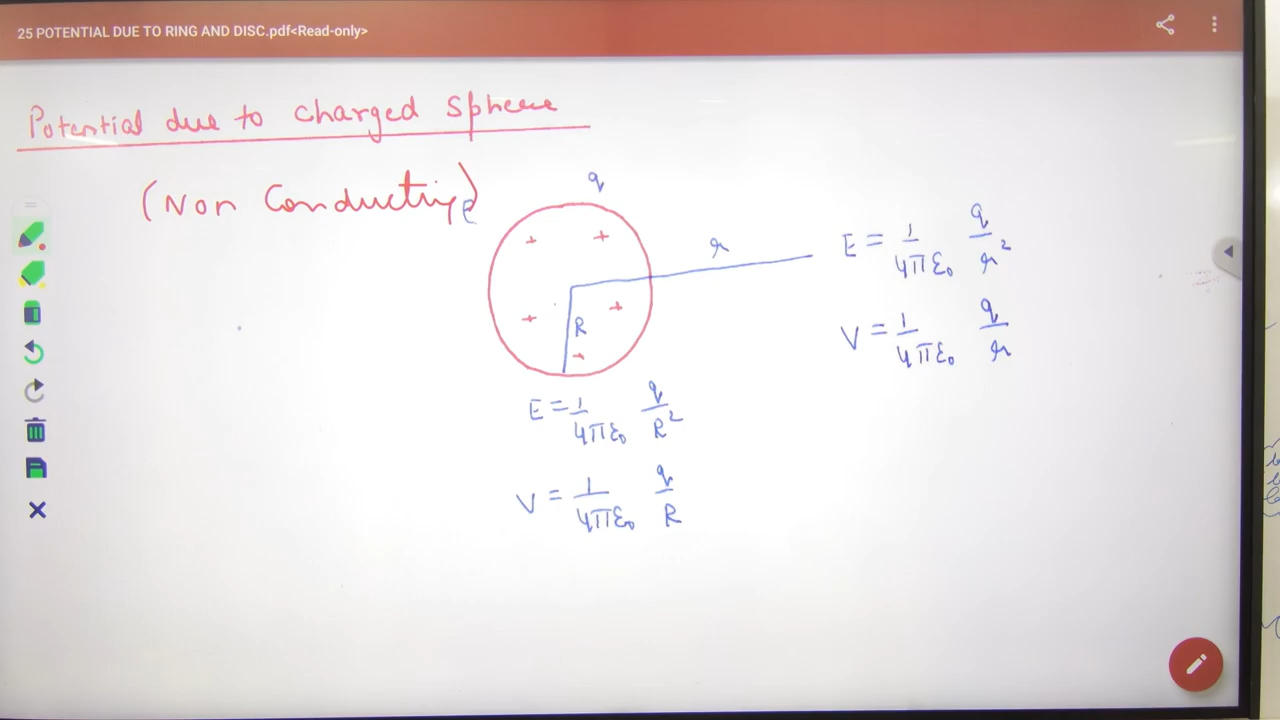 25 POTENTIAL DUE TO RING AND DISC.pdf<Read-only>
Potential due to charged Sphere
(Non Conducting)
q
+ +
r
+ +
R
+
E = 1/4πε₀ q/r²
V = 1/4πε₀ q/r
E = 1/4πε₀ q/R²
V = 1/4πε₀ q/R